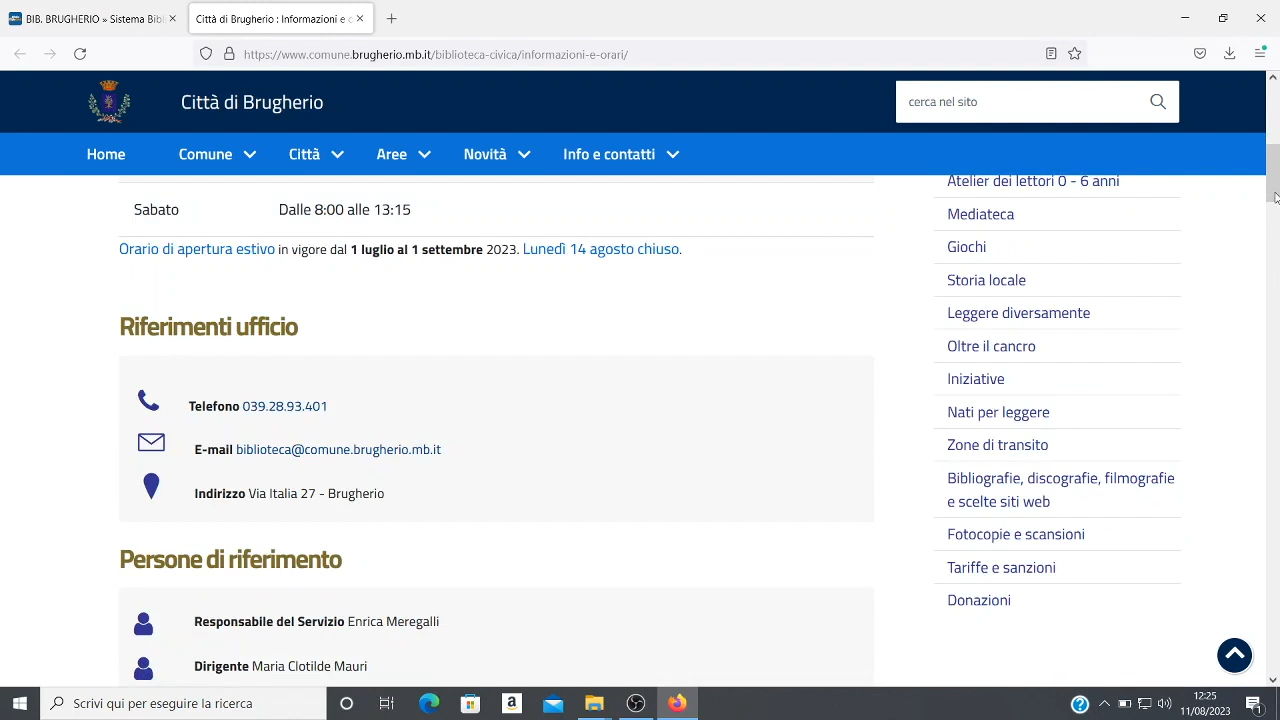 BIB. BRUGHERIO » Sistema Bibl
Città di Brugherio : Informazioni e o
https://www.comune.brugherio.mb.it/biblioteca-civica/informazioni-e-orari/
Città di Brugherio
cerca nel sito
Home
Comune
Città
Aree
Novità
Info e contatti
Sabato
Dalle 8:00 alle 13:15
Orario di apertura estivo in vigore dal 1 luglio al 1 settembre 2023. Lunedì 14 agosto chiuso.
Riferimenti ufficio
Telefono 039.28.93.401
E-mail biblioteca@comune.brugherio.mb.it
Indirizzo Via Italia 27 - Brugherio
Persone di riferimento
Responsabile del Servizio Enrica Meregalli
Dirigente Maria Clotilde Mauri
Atelier dei lettori 0 - 6 anni
Mediateca
Giochi
Storia locale
Leggere diversamente
Oltre il cancro
Iniziative
Nati per leggere
Zone di transito
Bibliografie, discografie, filmografie
e scelte siti web
Fotocopie e scansioni
Tariffe e sanzioni
Donazioni
Scrivi qui per eseguire la ricerca
12:25
11/08/2023
1